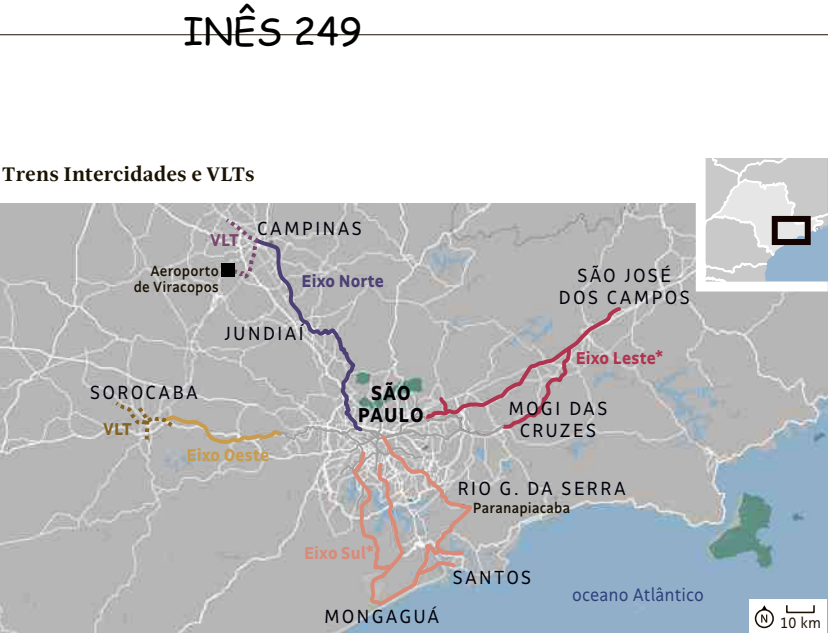 INÊS 249
Trens Intercidades e VLTs
CAMPINAS
VLT
Aeroporto
de Viracopos
Eixo Norte
SÃO JOSÉ
DOS CAMPOS
JUNDIAÍ
Eixo Leste*
SOROCABA
SÃO
PAULO
MOGI DAS
CRUZES
VLT
Eixo Oeste
RIO G. DA SERRA
Paranapiacaba
Eixo Sul*
SANTOS
oceano Atlântico
MONGAGUÁ
N
10 km